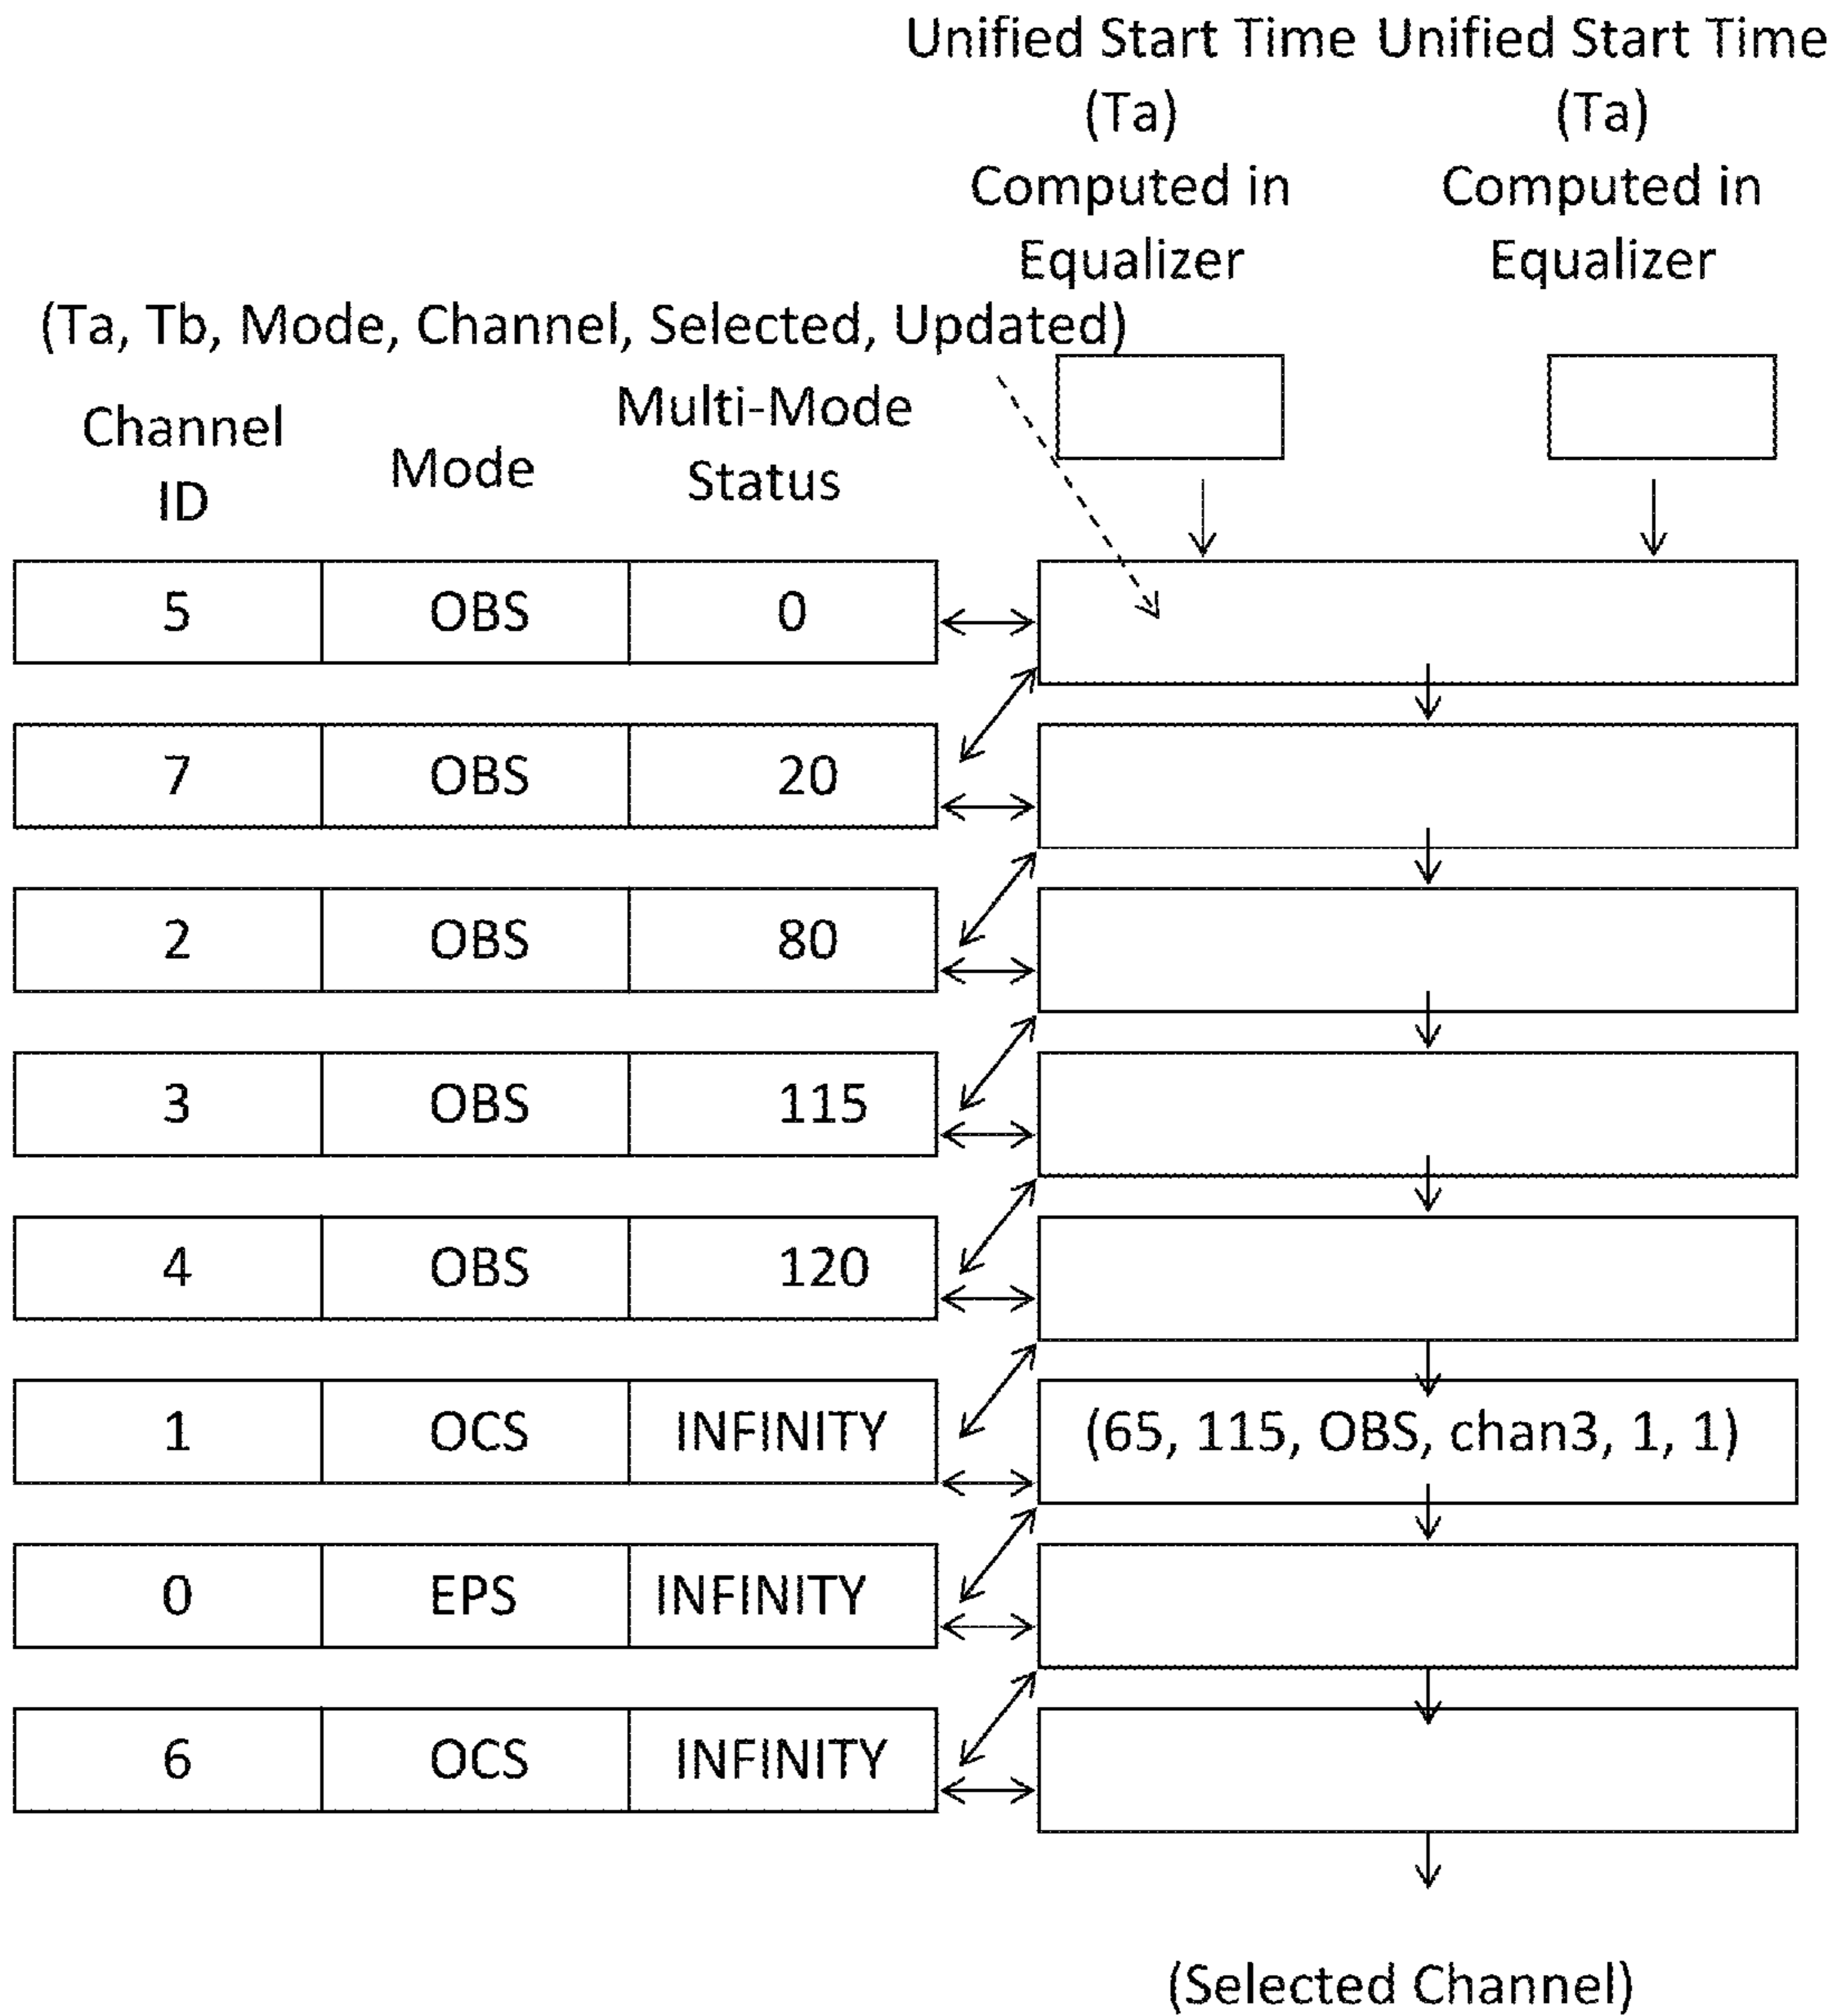 Unified Start Time Unified Start Time
(Ta) (Ta)
Computed in Computed in
Equalizer Equalizer
(Ta, Tb, Mode, Channel, Selected, Updated)
Channel ID Mode Multi-Mode Status
5 OBS 0
7 OBS 20
2 OBS 80
3 OBS 115
4 OBS 120
1 OCS INFINITY (65, 115, OBS, chan3, 1, 1)
0 EPS INFINITY
6 OCS INFINITY
(Selected Channel)